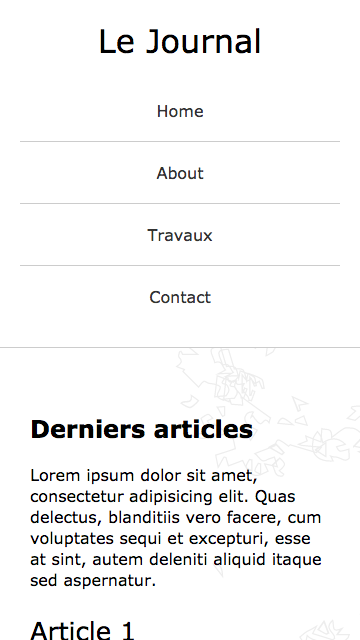 Le Journal
Home
About
Travaux
Contact
Derniers articles
Lorem ipsum dolor sit amet,
consectetur adipisicing elit. Quas
delectus, blanditiis vero facere, cum
voluptates sequi et excepturi, esse
at sint, autem deleniti aliquid itaque
sed aspernatur.
Article 1